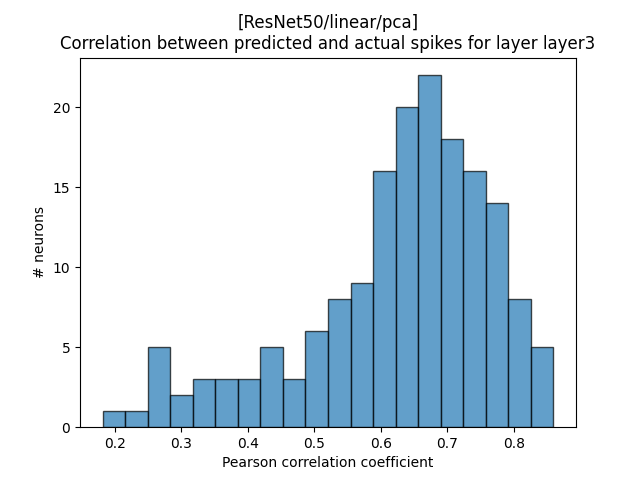 [ResNet50/linear/pca]
Correlation between predicted and actual spikes for layer layer3
# neurons
20
15
10
5
0
0.2 0.3 0.4 0.5 0.6 0.7 0.8
Pearson correlation coefficient